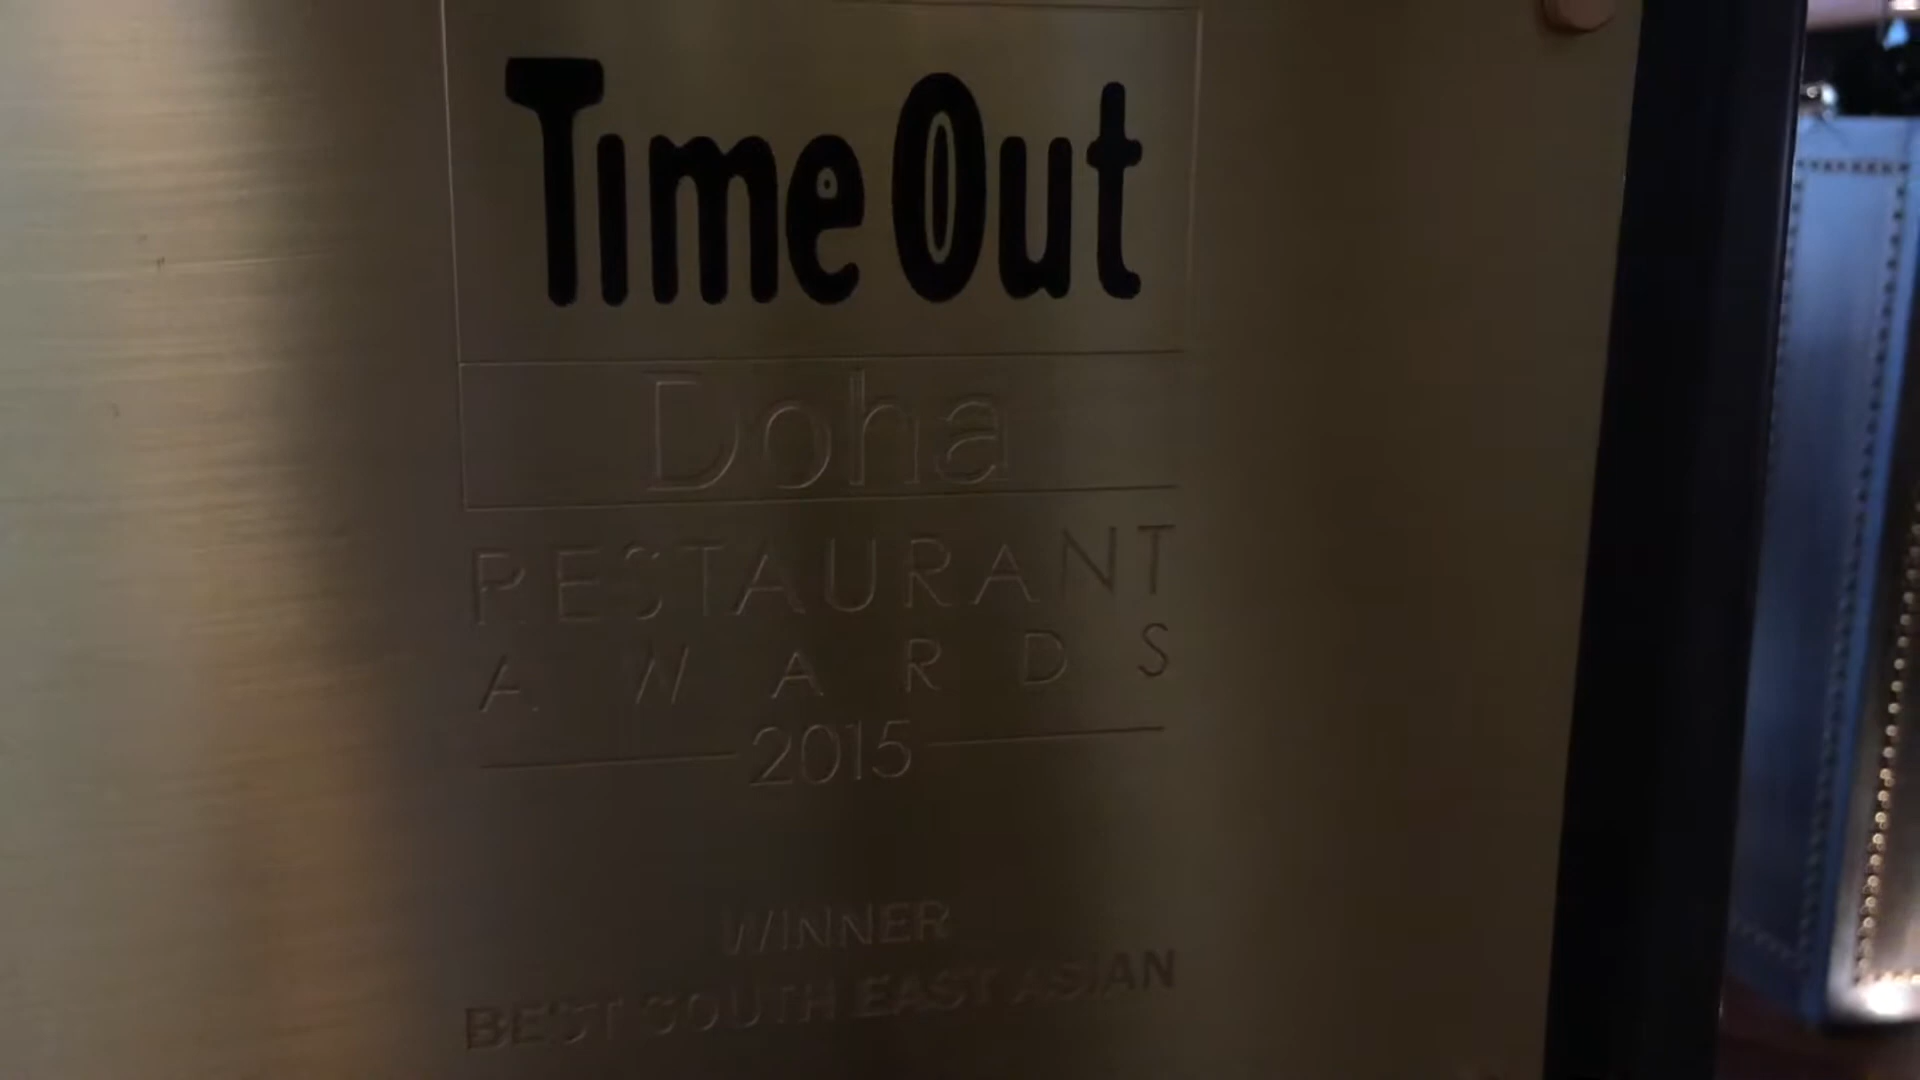 Time Out
Doha
RESTAURANT
AWARDS
2015
WINNER
BEST SOUTH EAST ASIAN